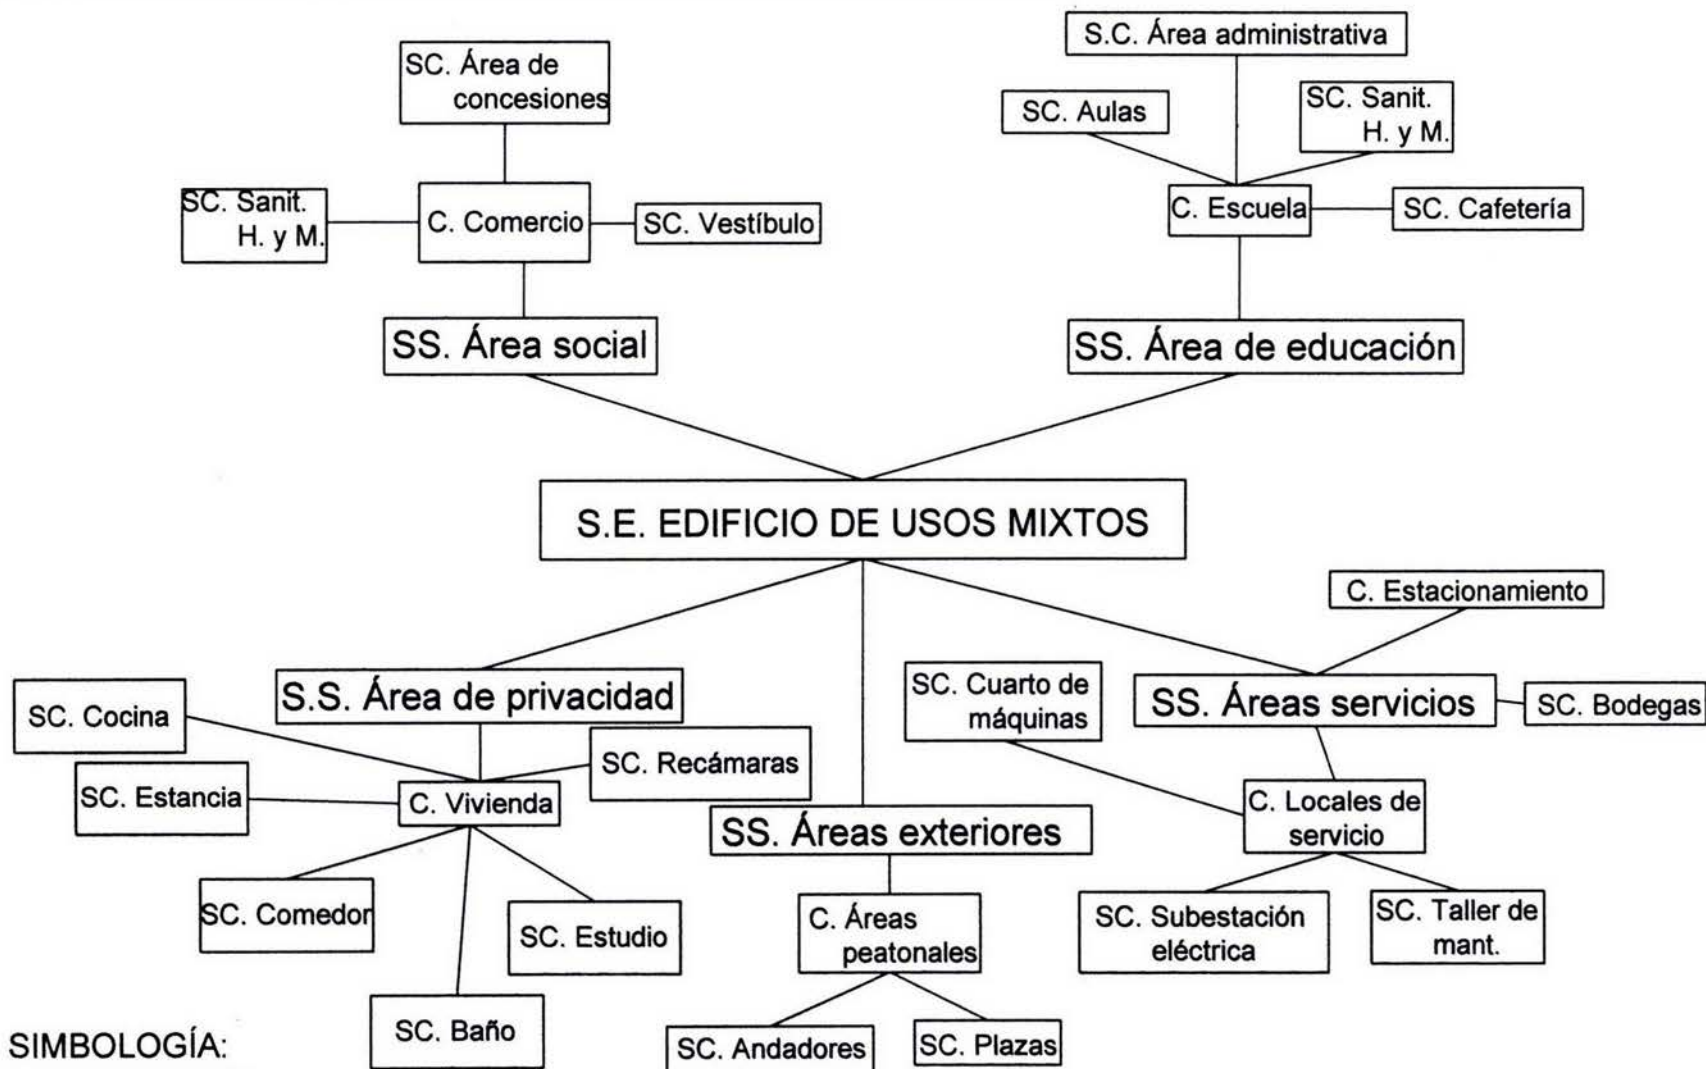 SC. Área de
concesiones
S.C. Área administrativa
SC. Aulas
SC. Sanit.
H. y M.
SC. Sanit.
H. y M.
C. Comercio
SC. Vestíbulo
C. Escuela
SC. Cafetería
SS. Área social
SS. Área de educación
S.E. EDIFICIO DE USOS MIXTOS
C. Estacionamiento
S.S. Área de privacidad
SC. Cuarto de
máquinas
SS. Áreas servicios
SC. Bodegas
SC. Cocina
SC. Recámaras
SC. Estancia
C. Vivienda
SS. Áreas exteriores
C. Locales de
servicio
SC. Comedor
SC. Estudio
C. Áreas
peatonales
SC. Subestación
eléctrica
SC. Taller de
mant.
SC. Baño
SC. Andadores
SC. Plazas
SIMBOLOGÍA: